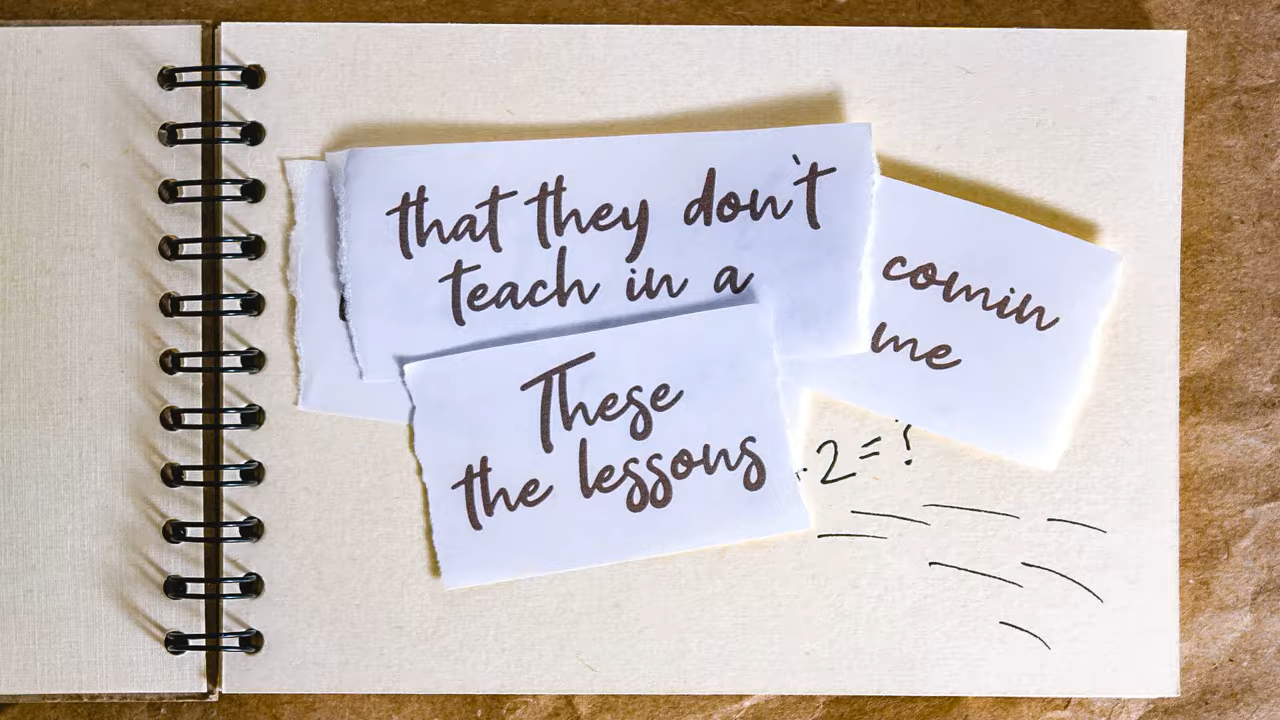 that they don't
teach in a
comin
me
These
the lessons
2 = ?